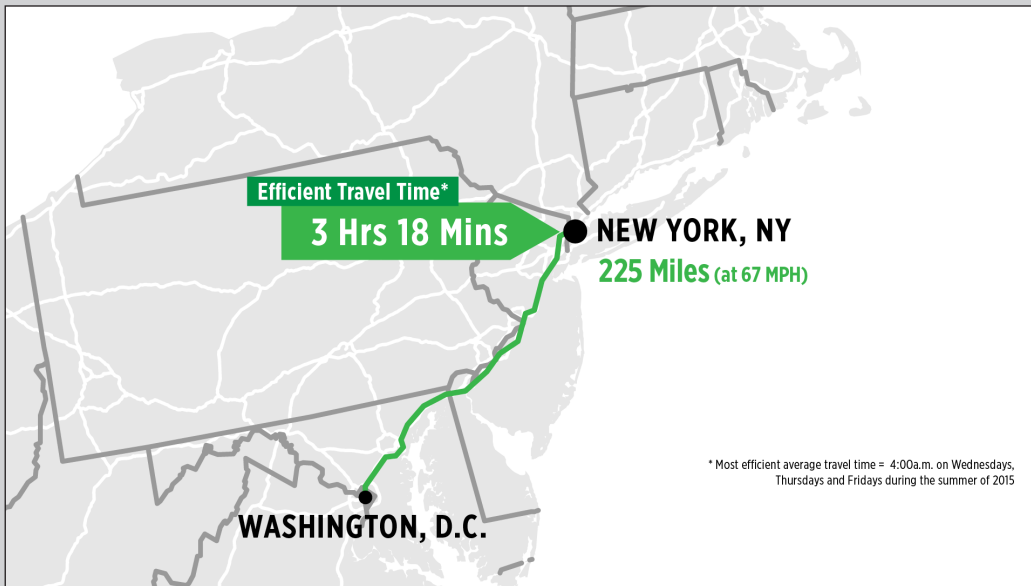 Efficient Travel Time*
3 Hrs 18 Mins
NEW YORK, NY
225 Miles (at 67 MPH)
* Most efficient average travel time = 4:00a.m. on Wednesdays,
Thursdays and Fridays during the summer of 2015
WASHINGTON, D.C.